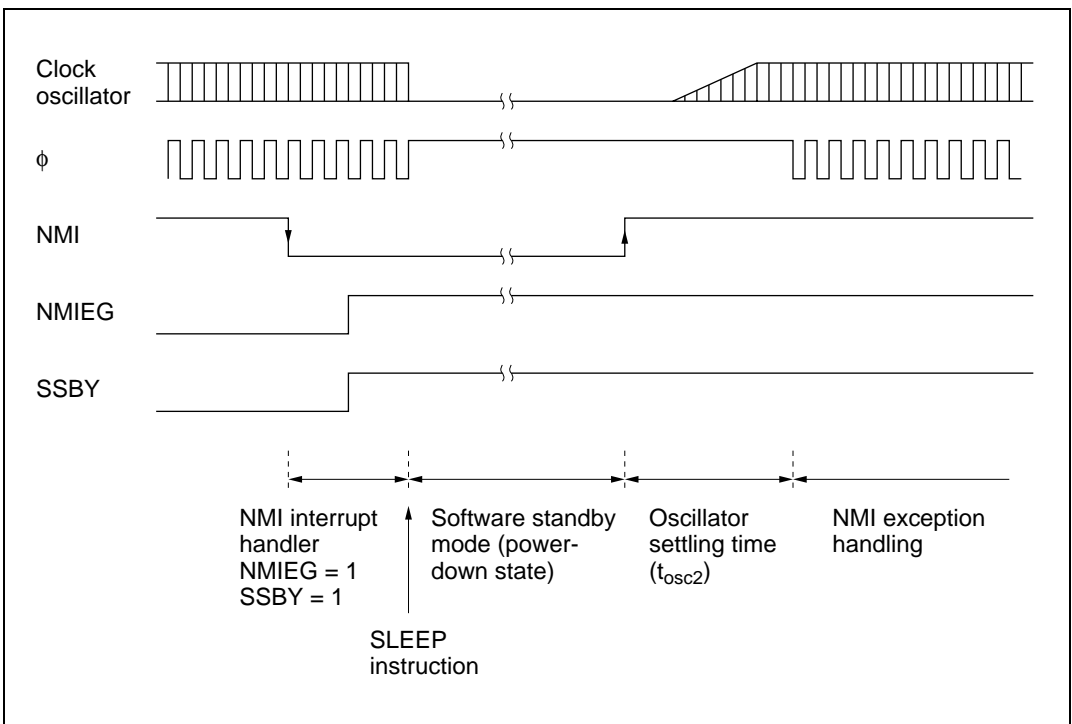 Clock
oscillator
ϕ
NMI
NMIEG
SSBY
NMI interrupt
handler
NMIEG = 1
SSBY = 1
SLEEP
instruction
Software standby
mode (power-
down state)
Oscillator
settling time
(tosc2)
NMI exception
handling